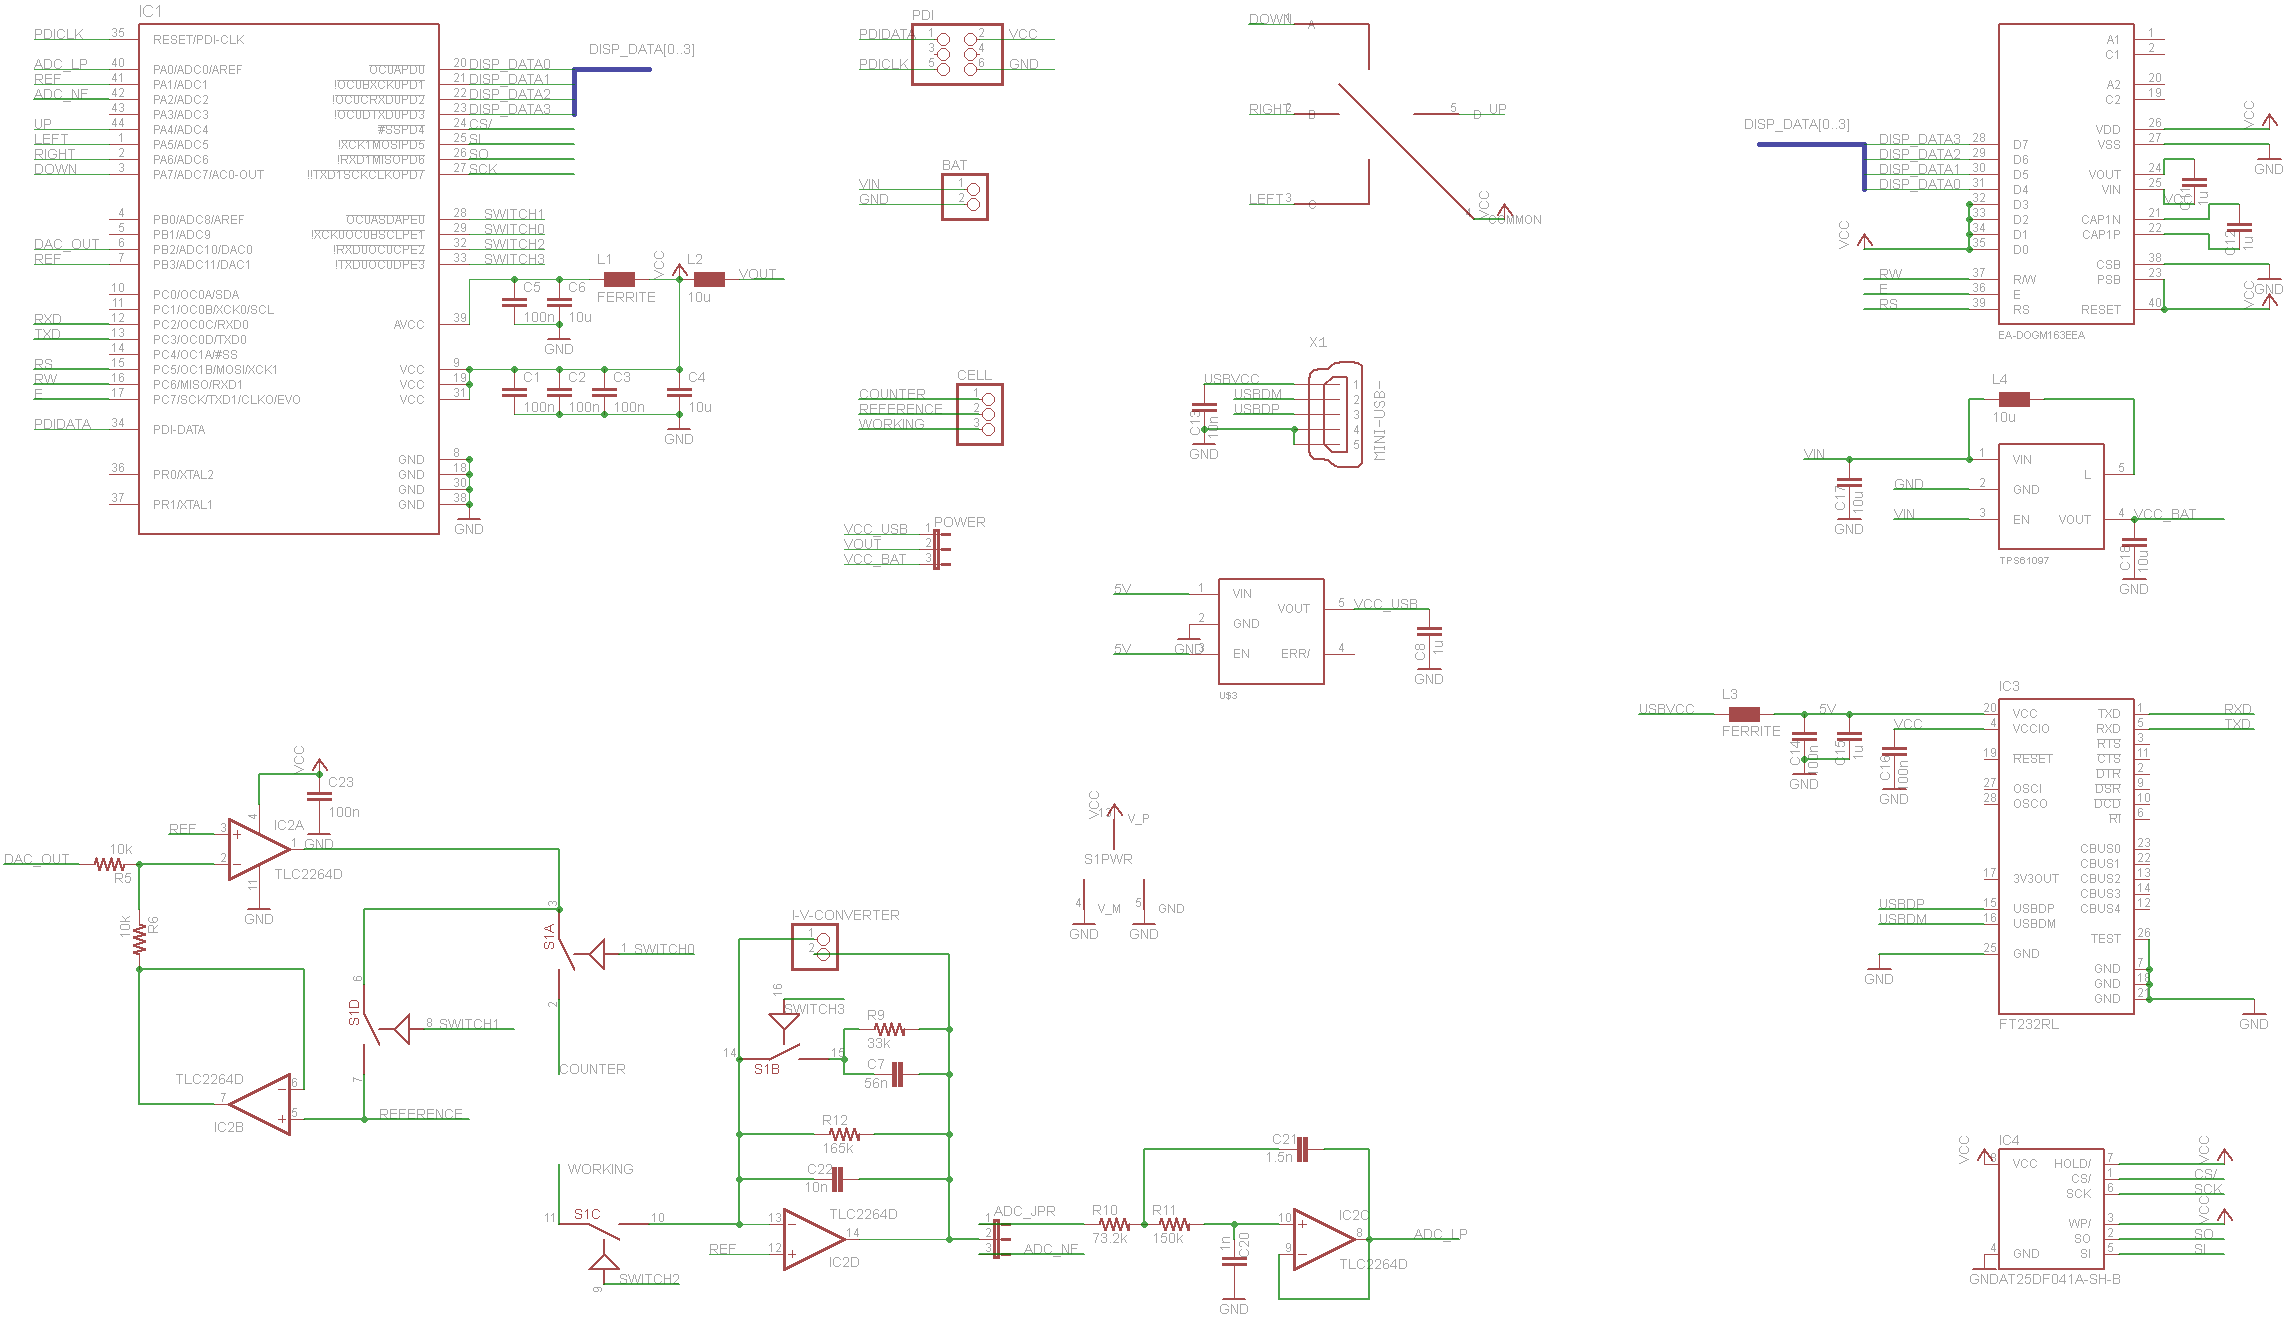 IC1
PDICLK 35 RESET/PDI-CLK
ADC_LP 40 PA0/ADC0/AREF
REF 41 PA1/ADC1
ADC_NF 42 PA2/ADC2
43 PA3/ADC3
UP 44 PA4/ADC4
LEFT 1 PA5/ADC5
RIGHT 2 PA6/ADC6
DOWN 3 PA7/ADC7/AC0-OUT
4 PB0/ADC8/AREF
5 PB1/ADC9
DAC_OUT 6 PB2/ADC10/DAC0
REF 7 PB3/ADC11/DAC1
10 PC0/OC0A/SDA
11 PC1/OC0B/XCK0/SCL
RXD 12 PC2/OC0C/RXD0
TXD 13 PC3/OC0D/TXD0
14 PC4/OC1A/#SS
RS 15 PC5/OC1B/MOSI/XCK1
RW 16 PC6/MISO/RXD1
E 17 PC7/SCK/TXD1/CLKO/EVO
PDIDATA 34 PDI-DATA
36 PR0/XTAL2
37 PR1/XTAL1
DISP_DATA[0..3]
OC0APD0 20 DISP_DATA0
!OC0BXCK0PD1 21 DISP_DATA1
!OC0CRXD0PD2 22 DISP_DATA2
!OC0DTXD0PD3 23 DISP_DATA3
#SSPD4 24 CS/
!XCK1MOSIPD5 25 SI
!RXD1MISOPD6 26 SO
!!TXD1SCKCLKOPD7 27 SCK
OC0ASDAPE0 28 SWITCH1
!XCK0OC0BSCLPE1 29 SWITCH0
!RXD0OC0CPE2 32 SWITCH2
!TXD0OC0DPE3 33 SWITCH3
AVCC 39
VCC 9
VCC 19
VCC 31
GND 8
GND 18
GND 30
GND 38
GND
C5 100n
C6 10u
GND
L1 FERRITE
VCC
L2 10u
VOUT
C1 100n
C2 100n
C3 100n
C4 10u
GND
PDI
PDIDATA 1 2 VCC
3 4
PDICLK 5 6 GND
BAT
VIN 1
GND 2
CELL
COUNTER 1
REFERENCE 2
WORKING 3
POWER
VCC_USB 1
VOUT 2
VCC_BAT 3
DOWN 1 A
RIGHT 2 B
LEFT 3 C
5 D UP
VCC
4 COMMON
X1
USBVCC 1
USBDM 2
USBDP 3
4
5
MINI-USB-
C13 10n
GND
5V 1 VIN
2 GND
GND
5V 3 EN
VOUT 5 VCC_USB
ERR/ 4
U$3
C8 1u
GND
DISP_DATA[0..3]
DISP_DATA3 28 D7
DISP_DATA2 29 D6
DISP_DATA1 30 D5
DISP_DATA0 31 D4
32 D3
33 D2
34 D1
35 D0
VCC
RW 37 R/W
E 36 E
RS 39 RS
A1 1
C1 2
A2 20
C2 19
VDD 26 VCC
VSS 27 GND
VOUT 24
VIN 25
VCC
1u
CAP1N 21
CAP1P 22
C12 1u
CSB 38 GND
PSB 23
RESET 40 VCC
EA-DOGM163EEA
L4
10u
VIN 1 VIN
GND 2 GND
VIN 3 EN
L 5
VOUT 4 VCC_BAT
TPS61097
C17 10u
GND
C18 10u
GND
IC3
USBVCC
L3
FERRITE
5V
C14 100n
GND
C15 1u
VCC
C16 100n
GND
20 VCC
4 VCCIO
19 RESET
27 OSCI
28 OSCO
17 3V3OUT
USBDP 15 USBDP
USBDM 16 USBDM
25 GND
GND
TXD 1 RXD
RXD 5 TXD
RTS 3
CTS 11
DTR 2
DSR 9
DCD 10
RI 6
CBUS0 23
CBUS1 22
CBUS2 13
CBUS3 14
CBUS4 12
TEST 26
GND 7
GND 18
GND 21
GND
FT232RL
VCC
C23
100n
GND
REF 3
IC2A
4
1
11
TLC2264D
GND
DAC_OUT
10k
R5
2
10k
R6
TLC2264D
7
6
5
IC2B
REFERENCE
S1D
6
7
8 SWITCH1
S1A
3
2
1 SWITCH0
COUNTER
WORKING
11
S1C
10
9
SWITCH2
I-V-CONVERTER
1
2
16
SWITCH3
14
15
S1B
R9
33k
C7
56n
R12
165k
C22
10n
13
REF 12
TLC2264D
14
IC2D
ADC_JPR
1
2
3 ADC_NF
R10
73.2k
R11
150k
C21
1.5n
1n
C20
GND
10
9
IC2C
8
TLC2264D
ADC_LP
VCC
V_P
S1PWR
4 V_M
GND
5 GND
GND
IC4
VCC
8 VCC
4 GND
GND
HOLD/ 7 VCC
CS/ 1 CS/
SCK 6 SCK
WP/ 3 VCC
SO 2 SO
SI 5 SI
AT25DF041A-SH-B